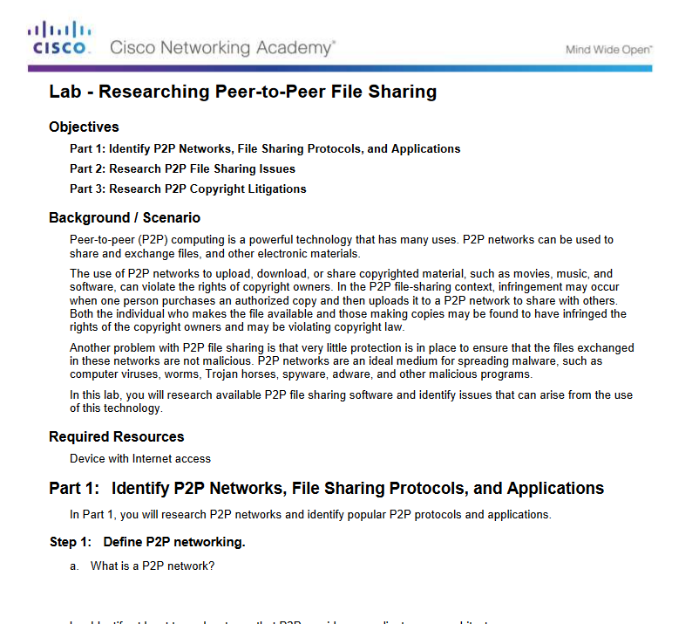 CISCO Cisco Networking Academy® Mind Wide Open™
Lab - Researching Peer-to-Peer File Sharing
Objectives
Part 1: Identify P2P Networks, File Sharing Protocols, and Applications
Part 2: Research P2P File Sharing Issues
Part 3: Research P2P Copyright Litigations
Background / Scenario
Peer-to-peer (P2P) computing is a powerful technology that has many uses. P2P networks can be used to
share and exchange files, and other electronic materials.
The use of P2P networks to upload, download, or share copyrighted material, such as movies, music, and
software, can violate the rights of copyright owners. In the P2P file-sharing context, infringement may occur
when one person purchases an authorized copy and then uploads it to a P2P network to share with others.
Both the individual who makes the file available and those making copies may be found to have infringed the
rights of the copyright owners and may be violating copyright law.
Another problem with P2P file sharing is that very little protection is in place to ensure that the files exchanged
in these networks are not malicious. P2P networks are an ideal medium for spreading malware, such as
computer viruses, worms, Trojan horses, spyware, adware, and other malicious programs.
In this lab, you will research available P2P file sharing software and identify issues that can arise from the use
of this technology.
Required Resources
Device with Internet access
Part 1: Identify P2P Networks, File Sharing Protocols, and Applications
In Part 1, you will research P2P networks and identify popular P2P protocols and applications.
Step 1: Define P2P networking.
a. What is a P2P network?